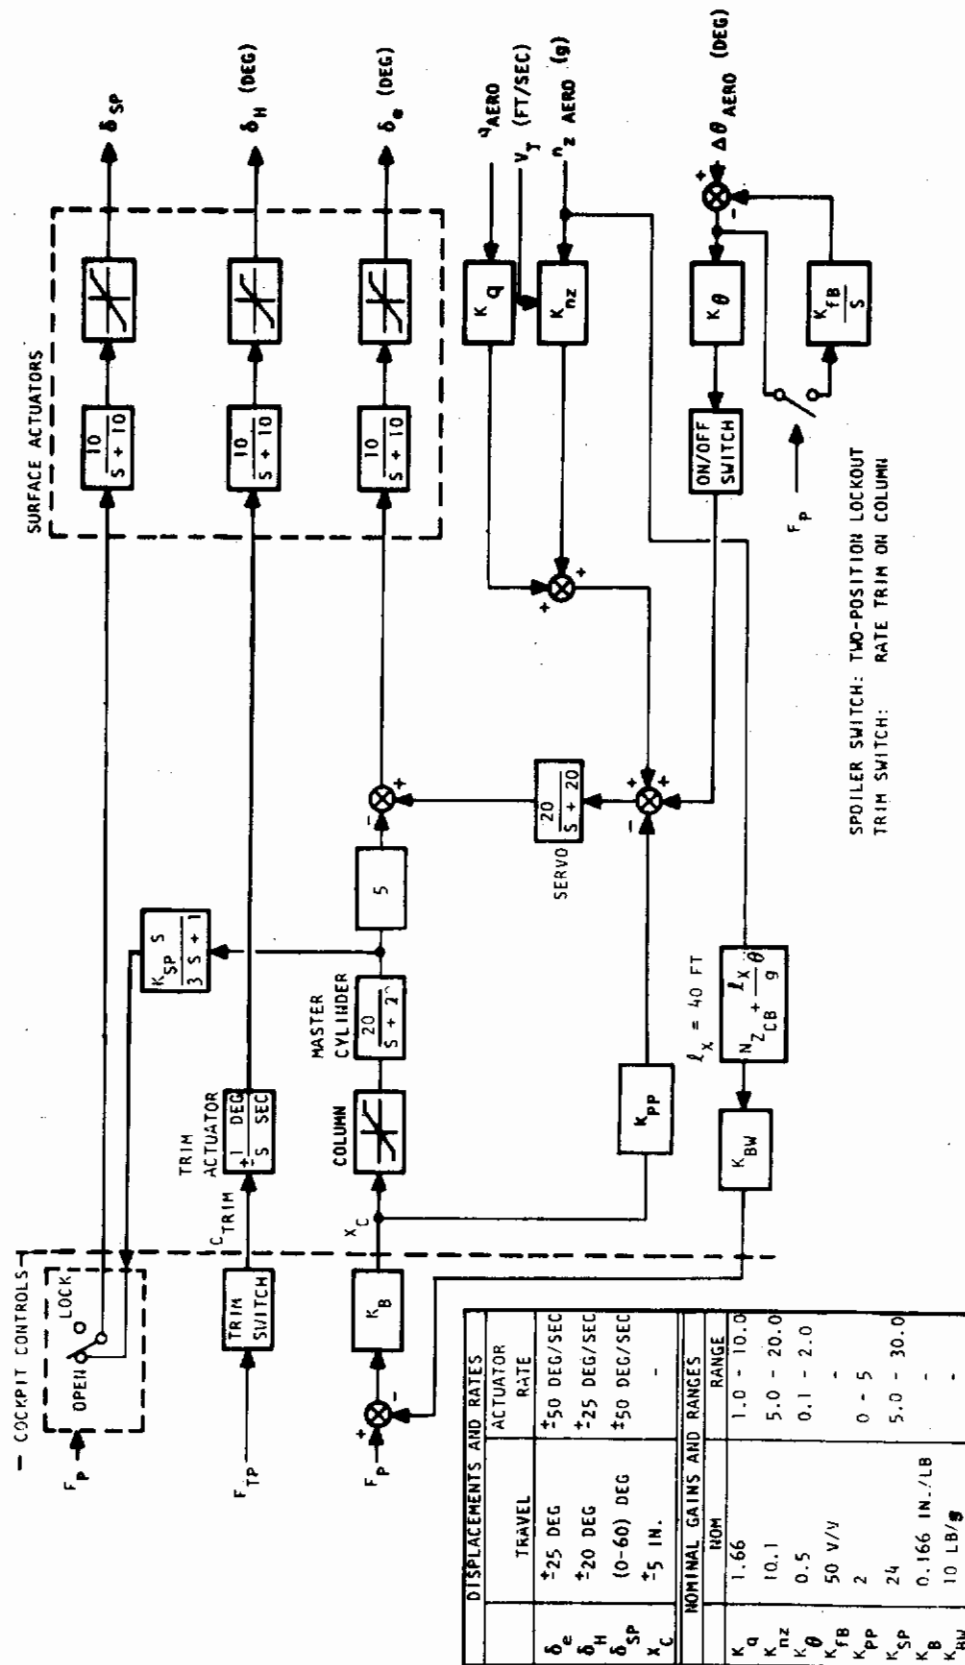 COCKPIT CONTROLS
F_P
OPEN
LOCK
K_SP S
3 S + 1
SURFACE ACTUATORS
10
S + 10
δ_SP
F_TP
TRIM
SWITCH
C_TRIM
TRIM
ACTUATOR
± 1 DEG
S SEC
10
S + 10
δ_H (DEG)
F_P
+
-
K_B
X_C
COLUMN
MASTER
CYLINDER
20
S + 2
5
-
+
10
S + 10
δ_e (DEG)
SERVO
20
S + 20
K_q
q_AERO
V_T (FT/SEC)
K_nz
n_z AERO (g)
+
+
K_PP
-
+
+
ON/OFF
SWITCH
K_θ
+
-
Δθ AERO (DEG)
F_P
K_fB
S
K_BW
ℓ_X = 40 FT
N_Z_CB + ℓ_X θ
g
SPOILER SWITCH: TWO-POSITION LOCKOUT
TRIM SWITCH: RATE TRIM ON COLUMN
DISPLACEMENTS AND RATES
TRAVEL ACTUATOR RATE
δ_e ±25 DEG ±50 DEG/SEC
δ_H ±20 DEG ±25 DEG/SEC
δ_SP (0-60) DEG ±50 DEG/SEC
X_C ±5 IN. -
NOMINAL GAINS AND RANGES
NOM RANGE
K_q 1.66 1.0 - 10.0
K_nz 10.1 5.0 - 20.0
K_θ 0.5 0.1 - 2.0
K_fB 50 V/V -
K_PP 2 0 - 5
K_SP 24 5.0 - 30.0
K_B 0.166 IN./LB -
K_BW 10 LB/g -